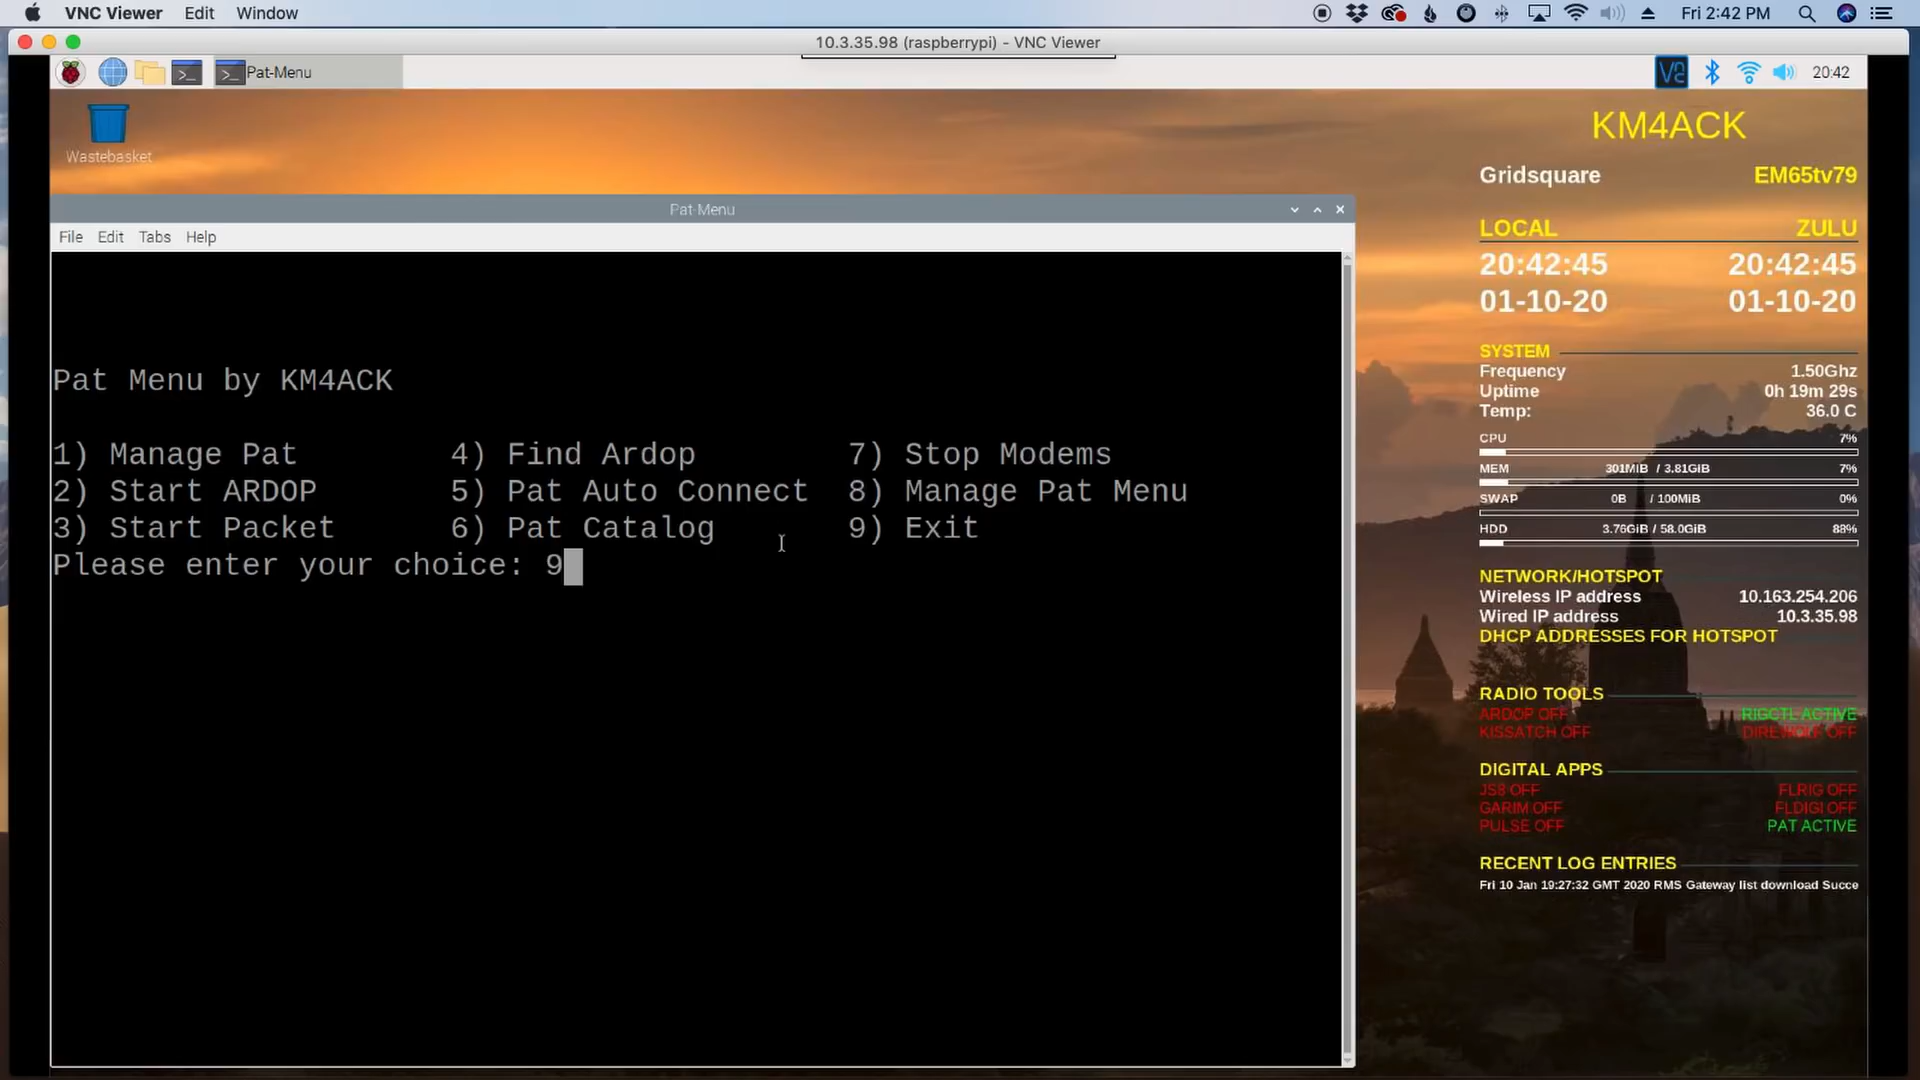 VNC Viewer Edit Window Fri 2:42 PM
10.3.35.98 (raspberrypi) - VNC Viewer
Pat-Menu 20:42
Wastebasket
Pat-Menu
File Edit Tabs Help
Pat Menu by KM4ACK
1) Manage Pat 4) Find Ardop 7) Stop Modems
2) Start ARDOP 5) Pat Auto Connect 8) Manage Pat Menu
3) Start Packet 6) Pat Catalog 9) Exit
Please enter your choice: 9
KM4ACK
Gridsquare EM65tv79
LOCAL ZULU
20:42:45 20:42:45
01-10-20 01-10-20
SYSTEM
Frequency 1.50Ghz
Uptime 0h 19m 29s
Temp: 36.0 C
CPU 7%
MEM 301MiB / 3.81GiB 7%
SWAP 0B / 100MiB 0%
HDD 3.76GiB / 58.0GiB 88%
NETWORK/HOTSPOT
Wireless IP address 10.163.254.206
Wired IP address 10.3.35.98
DHCP ADDRESSES FOR HOTSPOT
RADIO TOOLS
ARDOP OFF RIGCTL ACTIVE
KISSATCH OFF DIREWOLF OFF
DIGITAL APPS
JS8 OFF FLRIG OFF
GARIM OFF FLDIGI OFF
PULSE OFF PAT ACTIVE
RECENT LOG ENTRIES
Fri 10 Jan 19:27:32 GMT 2020 RMS Gateway list download Succe